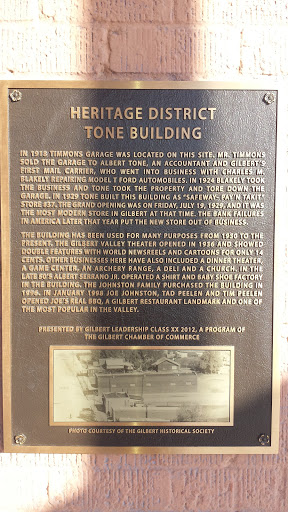 HERITAGE DISTRICT
TONE BUILDING
IN 1918 TIMMONS GARAGE WAS LOCATED ON THIS SITE. MR. TIMMONS
SOLD THE GARAGE TO ALBERT TONE, AN ACCOUNTANT AND GILBERT'S
FIRST MAIL CARRIER, WHO WENT INTO BUSINESS WITH CHARLES M.
BLAKELY REPAIRING MODEL T FORD AUTOMOBILES. IN 1924 BLAKELY TOOK
THE BUSINESS AND TONE TOOK THE PROPERTY AND TORE DOWN THE
GARAGE. IN 1929 TONE BUILT THIS BUILDING AS "SAFEWAY- PAY'N TAKIT"
STORE 857. THE GRAND OPENING WAS ON FRIDAY, JULY 19, 1929, AND IT WAS
THE MOST MODERN STORE IN GILBERT AT THAT TIME. THE BANK FAILURES
IN AMERICA LATER THAT YEAR PUT THE NEW STORE OUT OF BUSINESS.
THE BUILDING HAS BEEN USED FOR MANY PURPOSES FROM 1930 TO THE
PRESENT. THE GILBERT VALLEY THEATER OPENED IN 1936 AND SHOWED
DOUBLE FEATURES WITH WORLD NEWSREELS AND CARTOONS FOR ONLY 14
CENTS. OTHER BUSINESSES HERE HAVE ALSO INCLUDED A DINNER THEATER,
A GAME CENTER, AN ARCHERY RANGE, A DELI AND A CHURCH. IN THE
LATE 80'S ALBERT SERRANO JR. OPERATED A SHIRT AND BABY SHOE FACTORY
IN THE BUILDING. THE JOHNSTON FAMILY PURCHASED THE BUILDING IN
1996. IN JANUARY 1998 JOE JOHNSTON, TAD PEELEN AND TIM PEELEN
OPENED JOE'S REAL BBQ, A GILBERT RESTAURANT LANDMARK AND ONE OF
THE MOST POPULAR IN THE VALLEY.
PRESENTED BY GILBERT LEADERSHIP CLASS XX 2012, A PROGRAM OF
THE GILBERT CHAMBER OF COMMERCE
PHOTO COURTESY OF THE GILBERT HISTORICAL SOCIETY